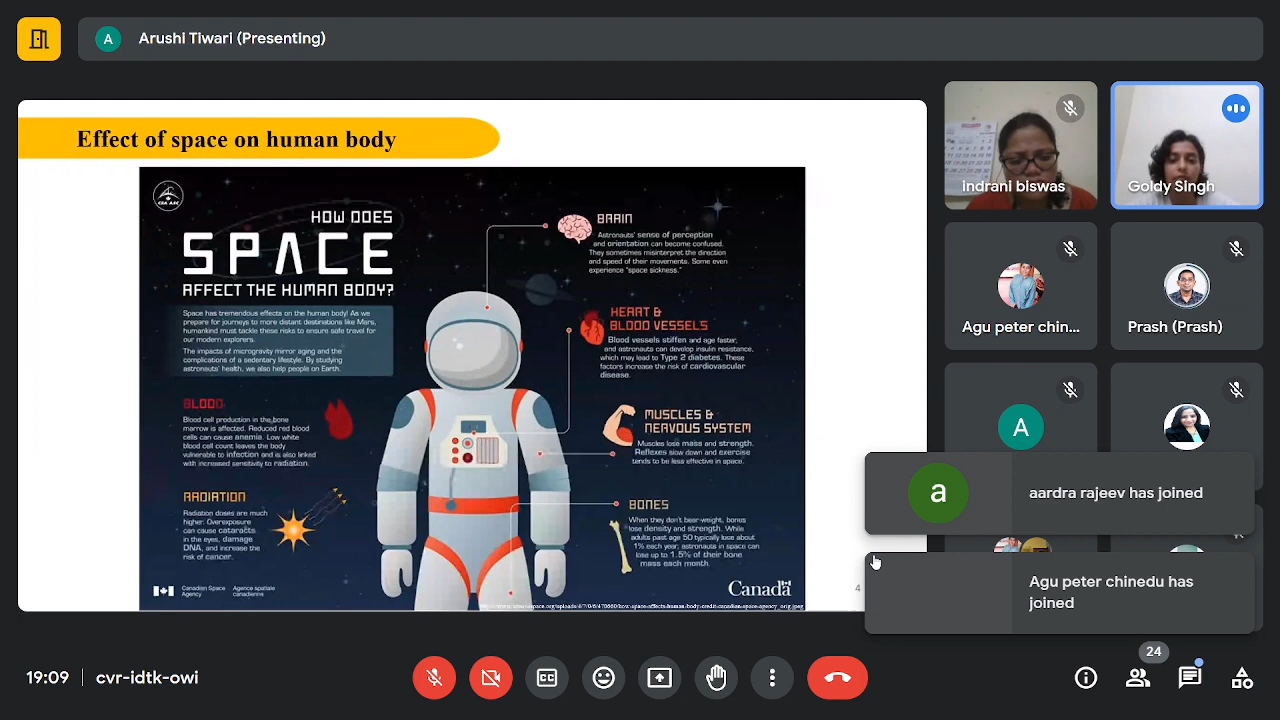 Arushi Tiwari (Presenting)
A
Effect of space on human body
HOW DOES
SPACE
AFFECT THE HUMAN BODY?
Space has tremendous effects on the human body! As we
prepare for journeys to more distant destinations like Mars,
humankind must tackle these risks to ensure safe travel for
our modern explorers.
The impacts of microgravity mirror aging and the
complications of a sedentary lifestyle. By studying
astronauts' health, we also help people on Earth.
BLOOD
Blood cell production in the bone
marrow is affected. Reduced red blood
cells can cause anemia. Low white
blood cell count leaves the body
vulnerable to infection and is also linked
with increased sensitivity to radiation.
RADIATION
Radiation doses are much
higher. Overexposure
can cause cataracts
in the eyes, damage
DNA, and increase the
risk of cancer.
Canadian Space
Agency
Agence spatiale
canadienne
BRAIN
Astronauts' sense of perception
and orientation can become confused.
They sometimes misinterpret the direction
and speed of their movements. Some even
experience "space sickness."
HEART &
BLOOD VESSELS
Blood vessels stiffen and age faster,
and astronauts can develop insulin resistance,
which may lead to Type 2 diabetes. These
factors increase the risk of cardiovascular
disease.
MUSCLES &
NERVOUS SYSTEM
Muscles lose mass and strength.
Reflexes slow down and exercise
tends to be less effective in space.
BONES
When they don't bear-weight, bones
lose density and strength. While
adults past age 50 typically lose about
1% each year, astronauts in space can
lose up to 1.5% of their bone
mass each month.
Canada
4
indrani biswas
Goldy Singh
Agu peter chin...
Prash (Prash)
A
a
aardra rajeev has joined
Agu peter chinedu has
joined
19:09
cvr-idtk-owi
CC
24